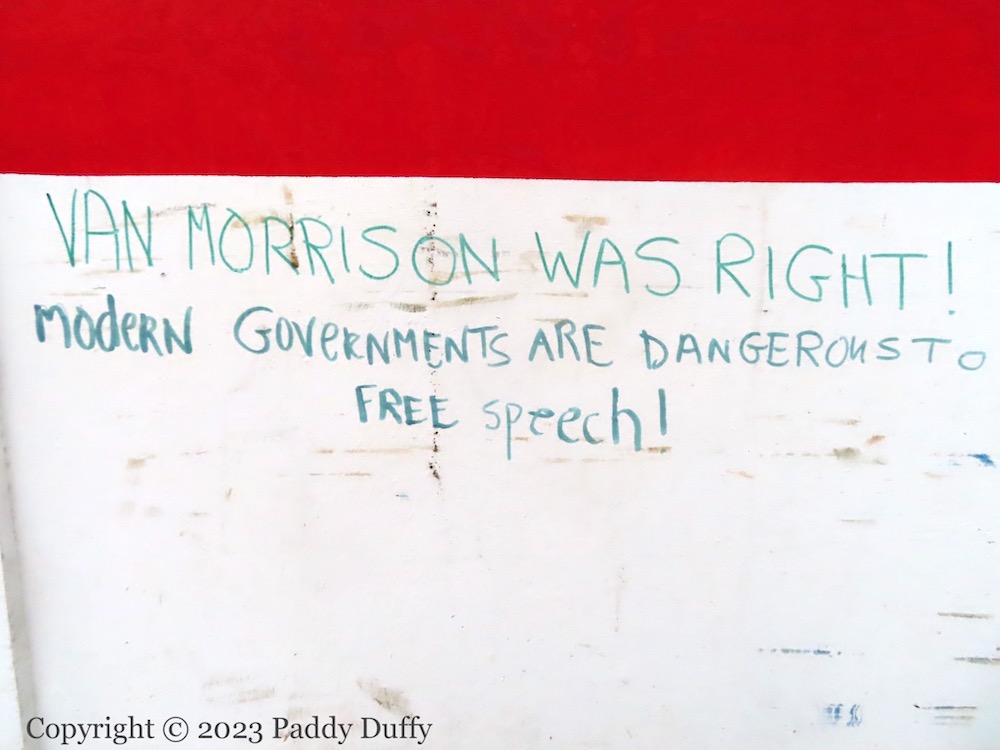 VAN MORRISON WAS RIGHT!
MODERN GOVERNMENTS ARE DANGEROUS TO
FREE speech!
Copyright © 2023 Paddy Duffy